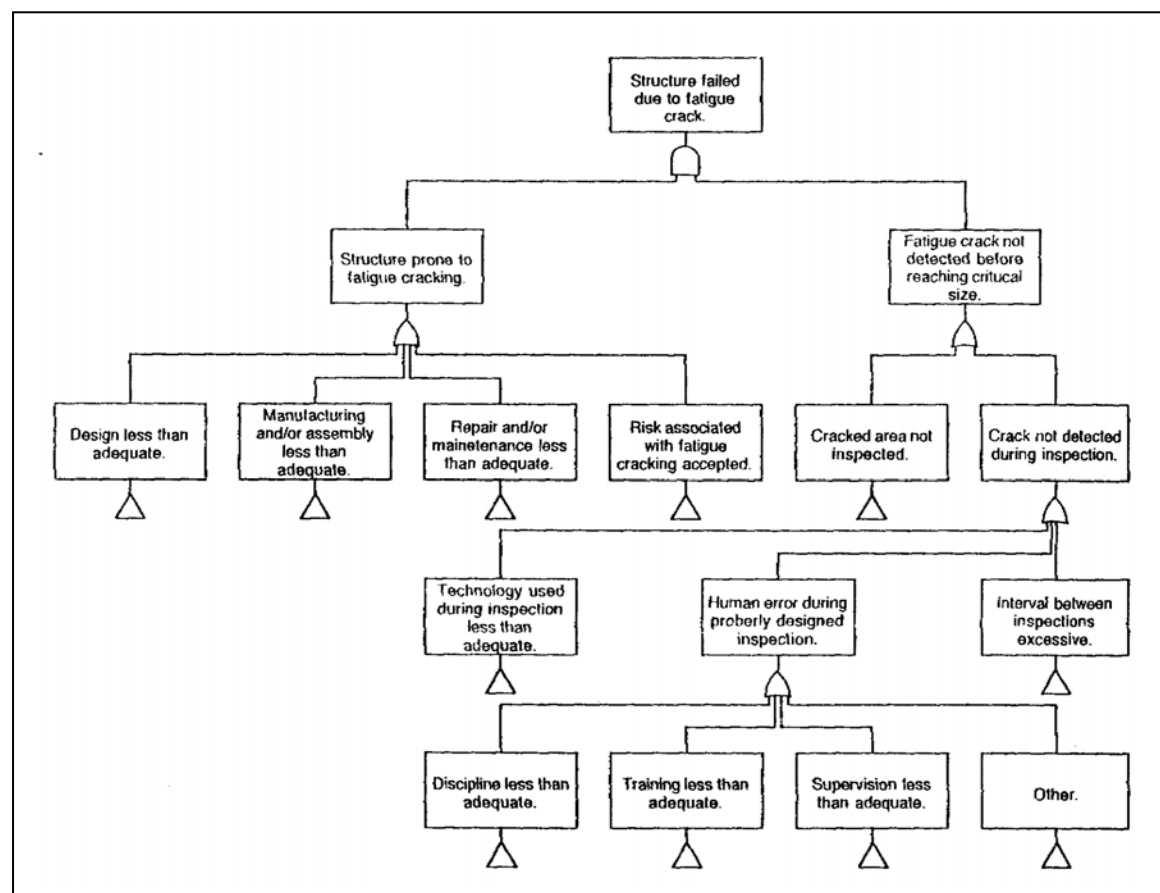 Structure failed
due to fatigue
crack.
Structure prone to
fatigue cracking.
Fatigue crack not
detected before
reaching critucal
size.
Design less than
adequate.
Manufacturing
and/or assembly
less than
adequate.
Repair and/or
mainetenance less
than adequate.
Risk associated
with fatigue
cracking accepted.
Cracked area not
inspected.
Crack not detected
during inspection.
Technology used
during inspection
less than
adequate.
Human error during
properly designed
inspection.
Interval between
inspections
excessive.
Discipline less than
adequate.
Training less than
adequate.
Supervision less
than adequate.
Other.